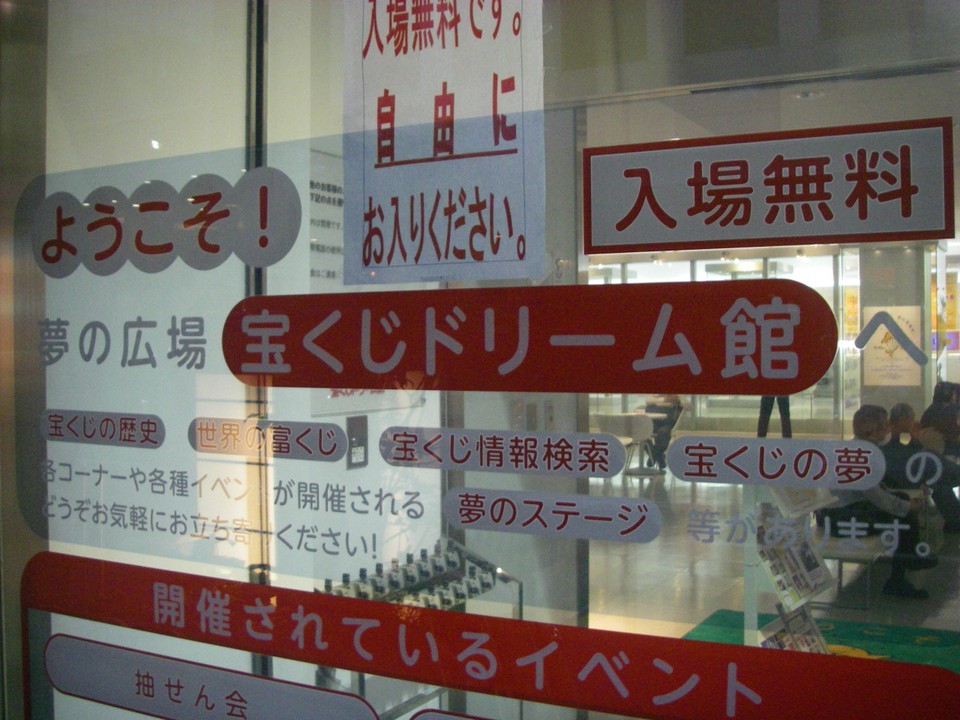 入場無料です。
自由に
お入りください。
入場無料
ようこそ!
夢の広場 宝くじドリーム館 へ
宝くじの歴史 世界の富くじ 宝くじ情報検索 宝くじの夢 の
各コーナーや各種イベントが開催される 夢のステージ 等があります。
どうぞお気軽にお立ち寄りください!
開催されているイベント
抽せん会